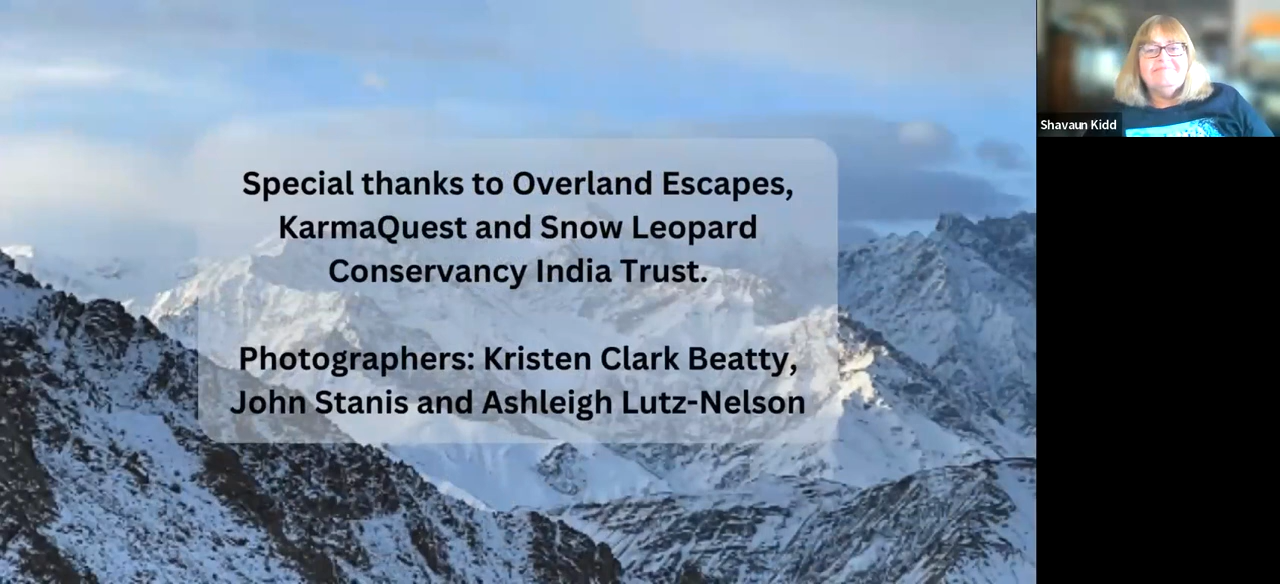 Special thanks to Overland Escapes,
KarmaQuest and Snow Leopard
Conservancy India Trust.
Photographers: Kristen Clark Beatty,
John Stanis and Ashleigh Lutz-Nelson
Shavaun Kidd